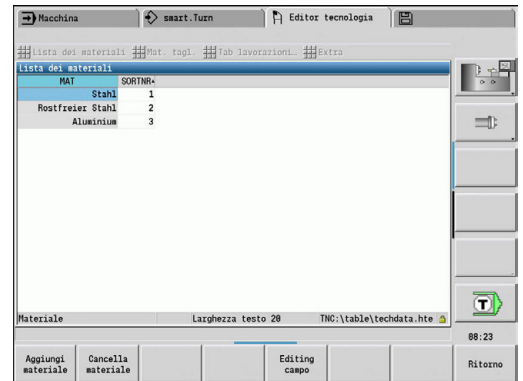 Macchina smart.Turn Editor tecnologia
Lista dei materiali Mat. tagl. Tab lavorazioni… Extra
Lista dei materiali
MAT SORTNR
Stahl 1
Rostfreier Stahl 2
Aluminium 3
T
Materiale Larghezza testo 20 TNC:\table\techdata.hte
08:23
Aggiungi materiale Cancella materiale Editing campo Ritorno